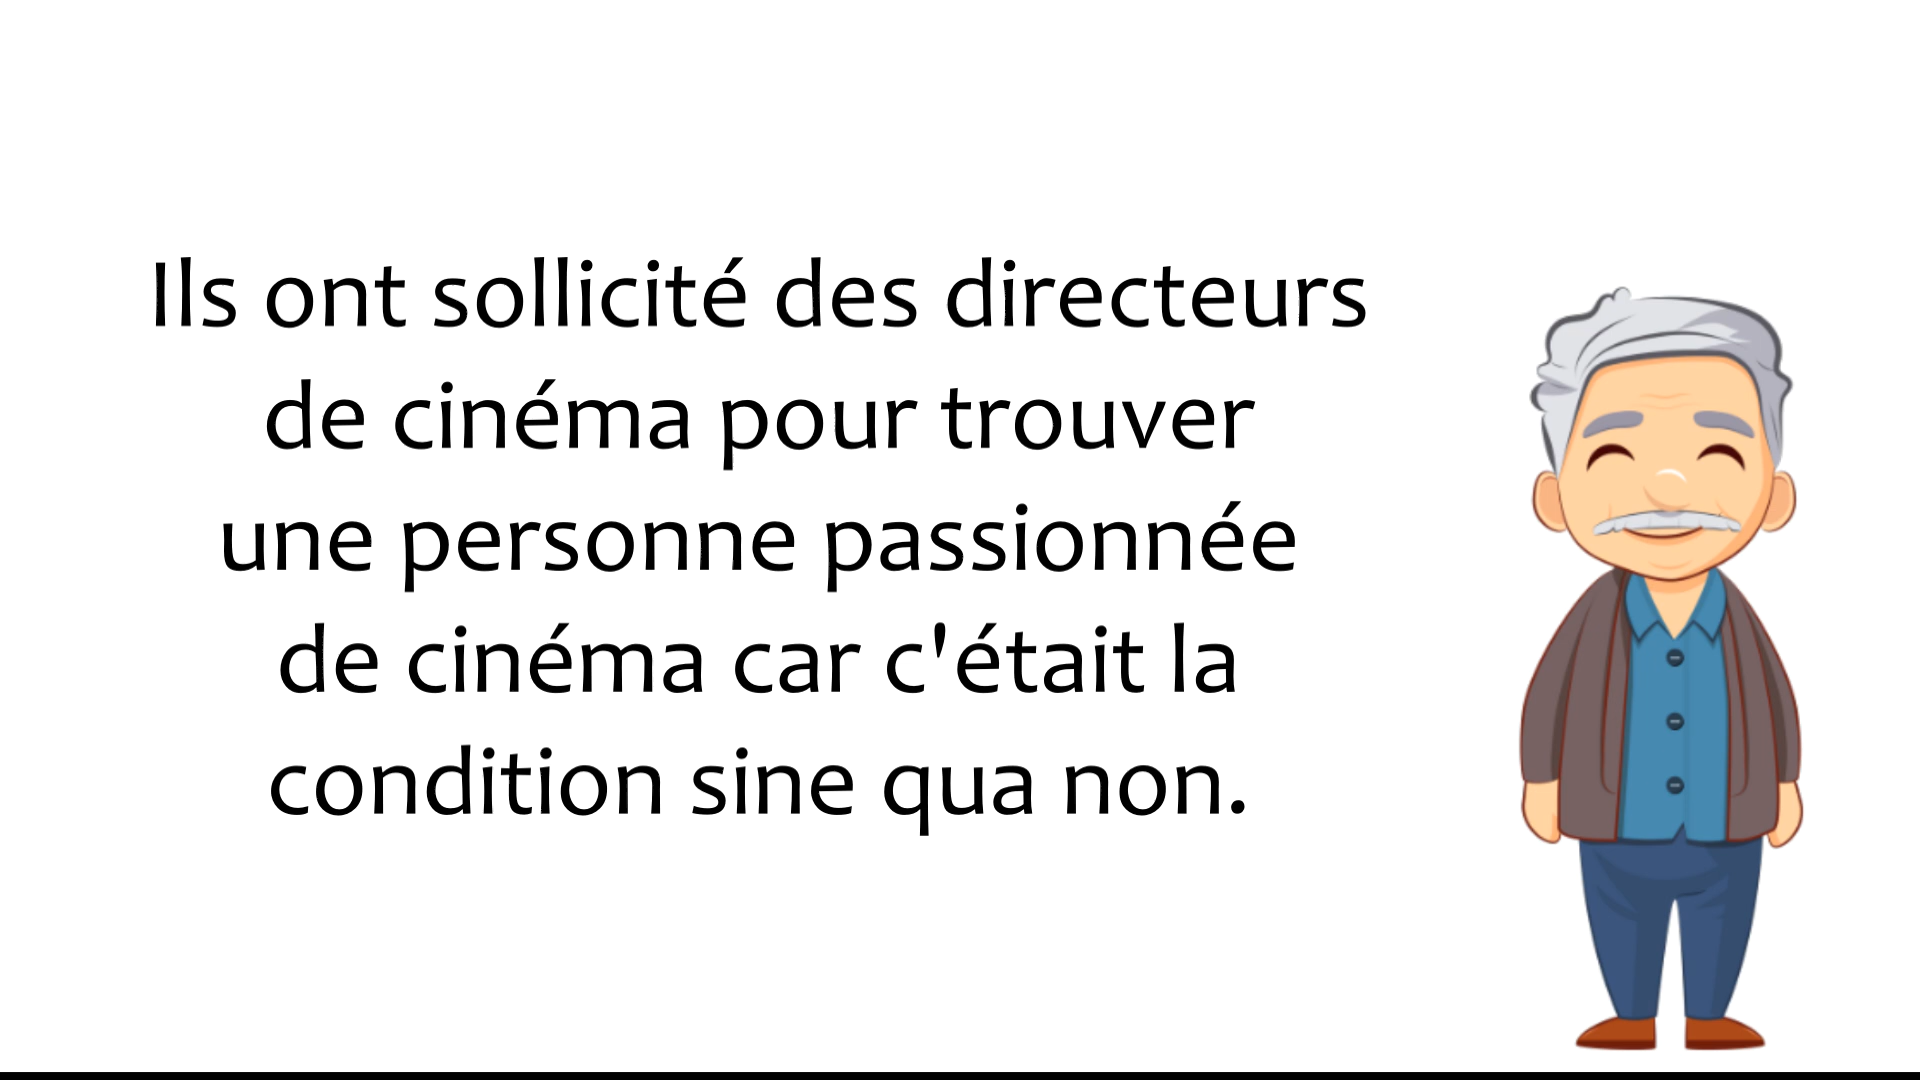 Ils ont sollicité des directeurs
de cinéma pour trouver
une personne passionnée
de cinéma car c'était la
condition sine qua non.